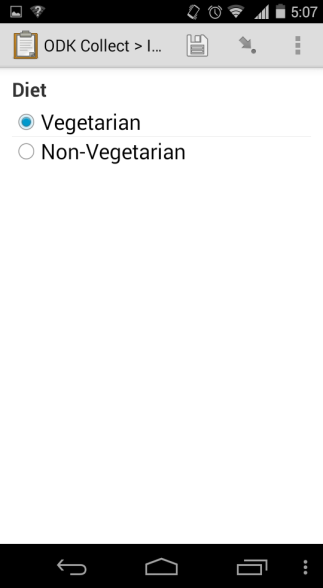 5:07
ODK Collect > I...
Diet
Vegetarian
Non-Vegetarian